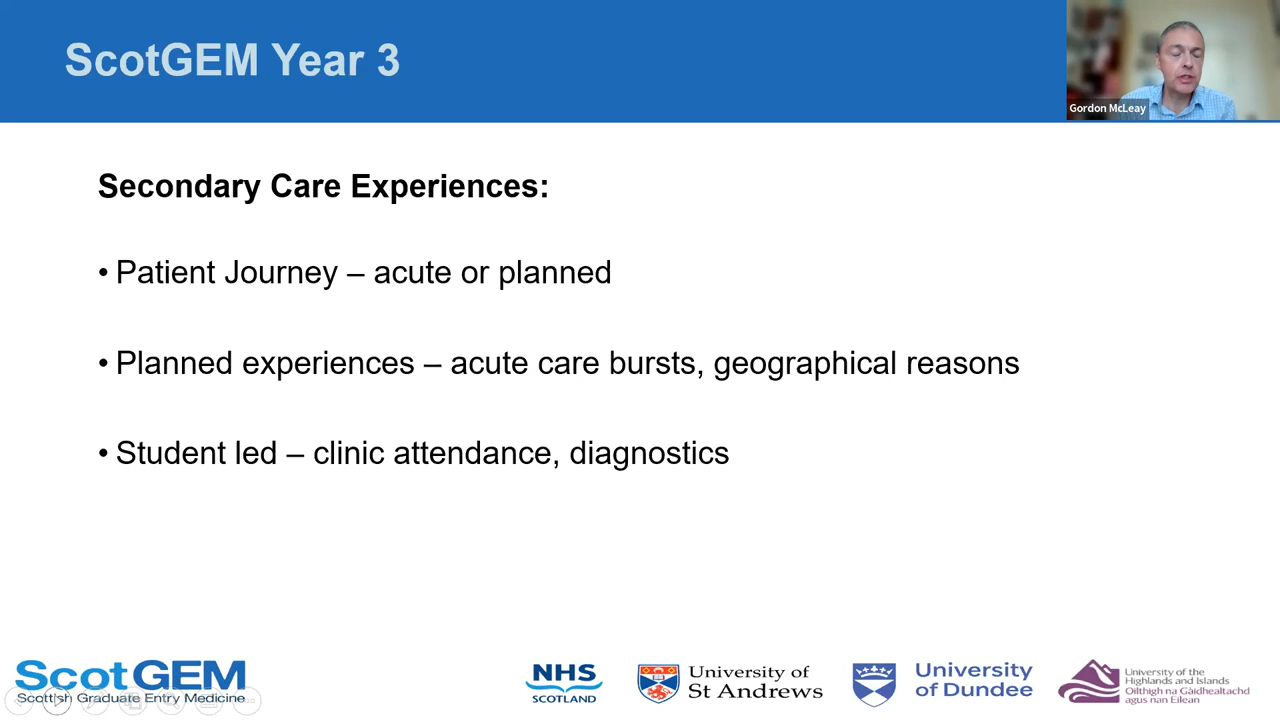 ScotGEM Year 3
Gordon McLeay
Secondary Care Experiences:
• Patient Journey – acute or planned
• Planned experiences – acute care bursts, geographical reasons
• Student led – clinic attendance, diagnostics
ScotGEM
Scottish Graduate Entry Medicine
NHS
SCOTLAND
University of
St Andrews
University
of Dundee
University of the
Highlands and Islands
Oilthigh na Gàidhealtachd
agus nan Eilean